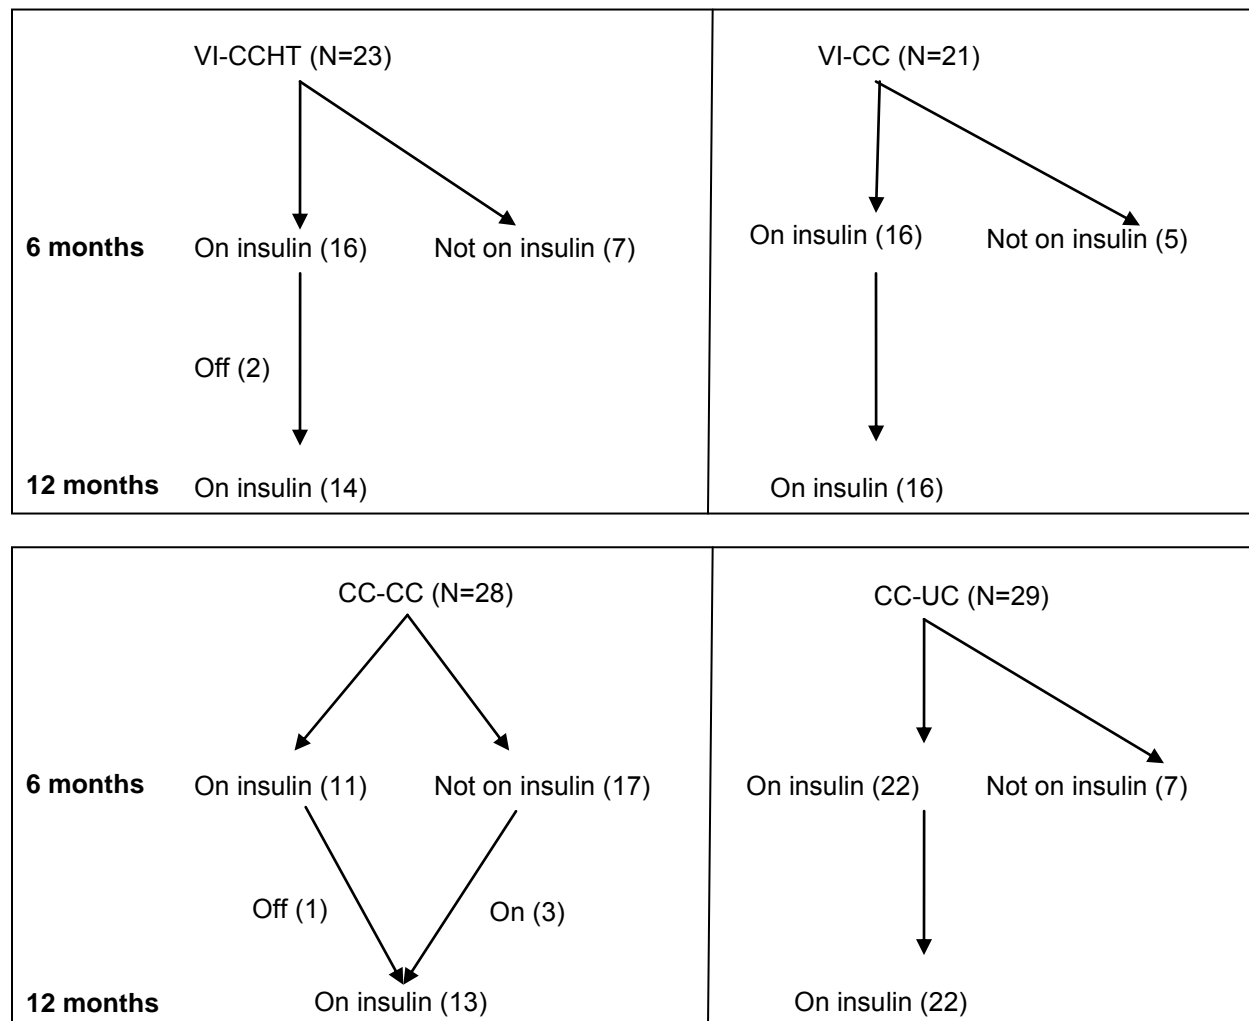 VI-CCHT (N=23)
6 months On insulin (16) Not on insulin (7)
Off (2)
12 months On insulin (14)
VI-CC (N=21)
On insulin (16) Not on insulin (5)
On insulin (16)
CC-CC (N=28)
6 months On insulin (11) Not on insulin (17)
Off (1) On (3)
12 months On insulin (13)
CC-UC (N=29)
On insulin (22) Not on insulin (7)
On insulin (22)